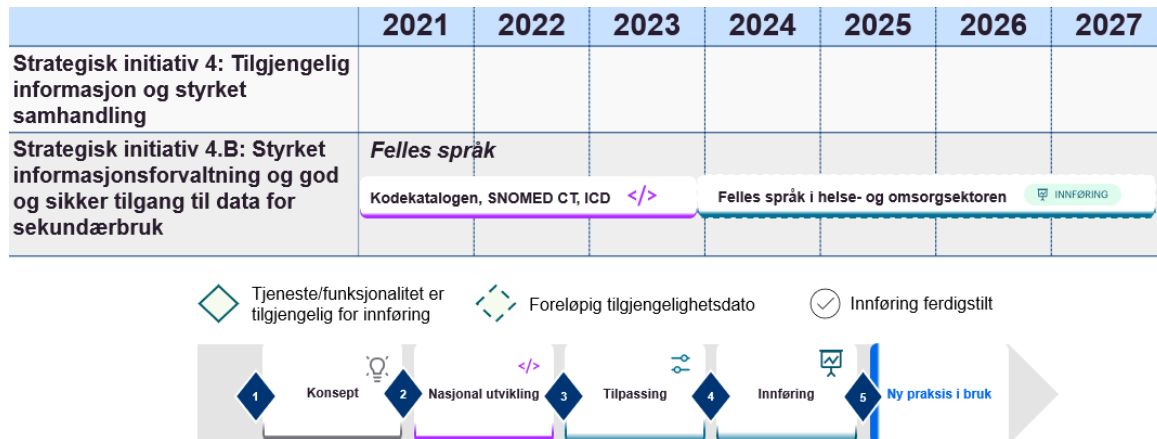 2021 2022 2023 2024 2025 2026 2027
Strategisk initiativ 4: Tilgjengelig
informasjon og styrket
samhandling
Strategisk initiativ 4.B: Styrket
informasjonsforvaltning og god
og sikker tilgang til data for
sekundærbruk
Felles språk
Kodekatalogen, SNOMED CT, ICD </>
Felles språk i helse- og omsorgsektoren INNFØRING
Tjeneste/funksjonalitet er
tilgjengelig for innføring
Foreløpig tilgjengelighetsdato
Innføring ferdigstilt
</>
1 Konsept 2 Nasjonal utvikling 3 Tilpassing 4 Innføring 5 Ny praksis i bruk